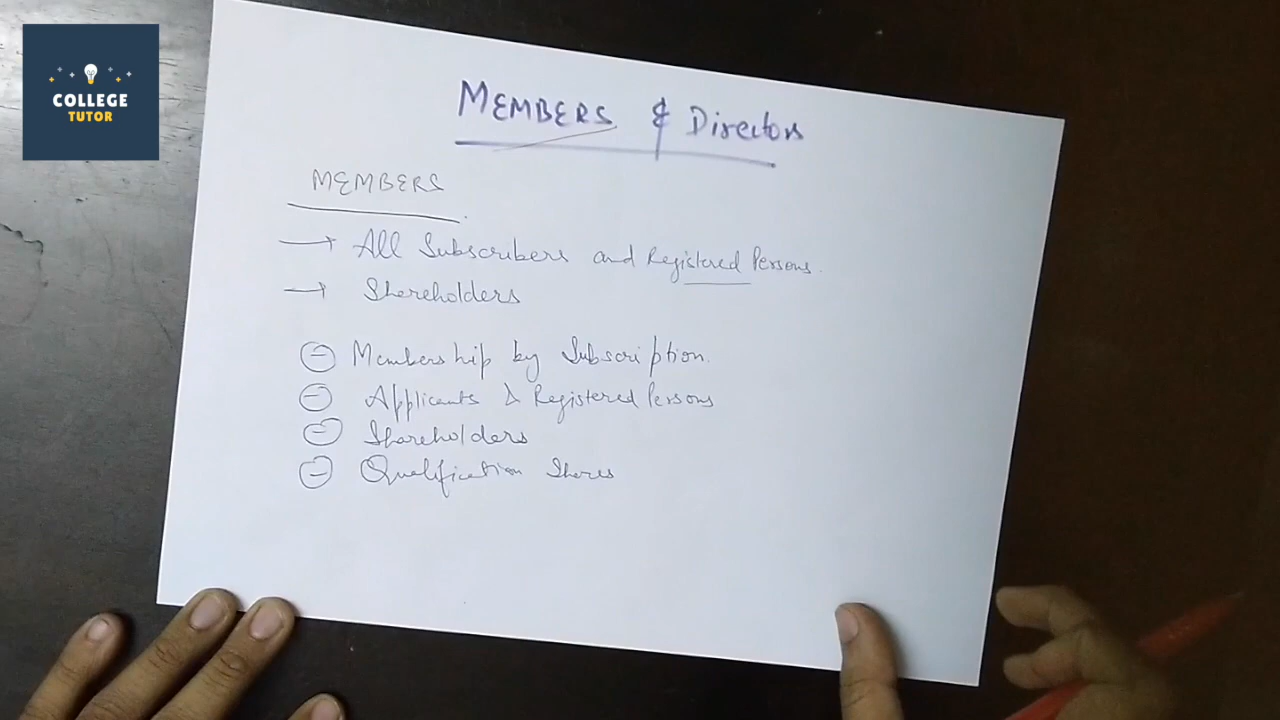 COLLEGE
TUTOR
MEMBERS & Directors
MEMBERS
→ All Subscribers and Registered Persons.
→ Shareholders
⊖ Membership by Subscription.
⊖ Applicants & Registered Persons
⊖ Shareholders
⊖ Qualification Shares